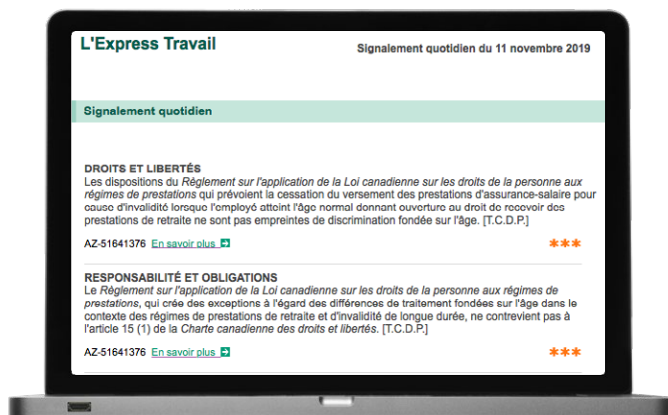 L'Express Travail
Signalement quotidien du 11 novembre 2019
Signalement quotidien
DROITS ET LIBERTÉS
Les dispositions du Règlement sur l'application de la Loi canadienne sur les droits de la personne aux
régimes de prestations qui prévoient la cessation du versement des prestations d'assurance-salaire pour
cause d'invalidité lorsque l'employé atteint l'âge normal donnant ouverture au droit de recevoir des
prestations de retraite ne sont pas empreintes de discrimination fondée sur l'âge. [T.C.D.P.]
AZ-51641376 En savoir plus
RESPONSABILITÉ ET OBLIGATIONS
Le Règlement sur l'application de la Loi canadienne sur les droits de la personne aux régimes de
prestations, qui crée des exceptions à l'égard des différences de traitement fondées sur l'âge dans le
contexte des régimes de prestations de retraite et d'invalidité de longue durée, ne contrevient pas à
l'article 15 (1) de la Charte canadienne des droits et libertés. [T.C.D.P.]
AZ-51641376 En savoir plus